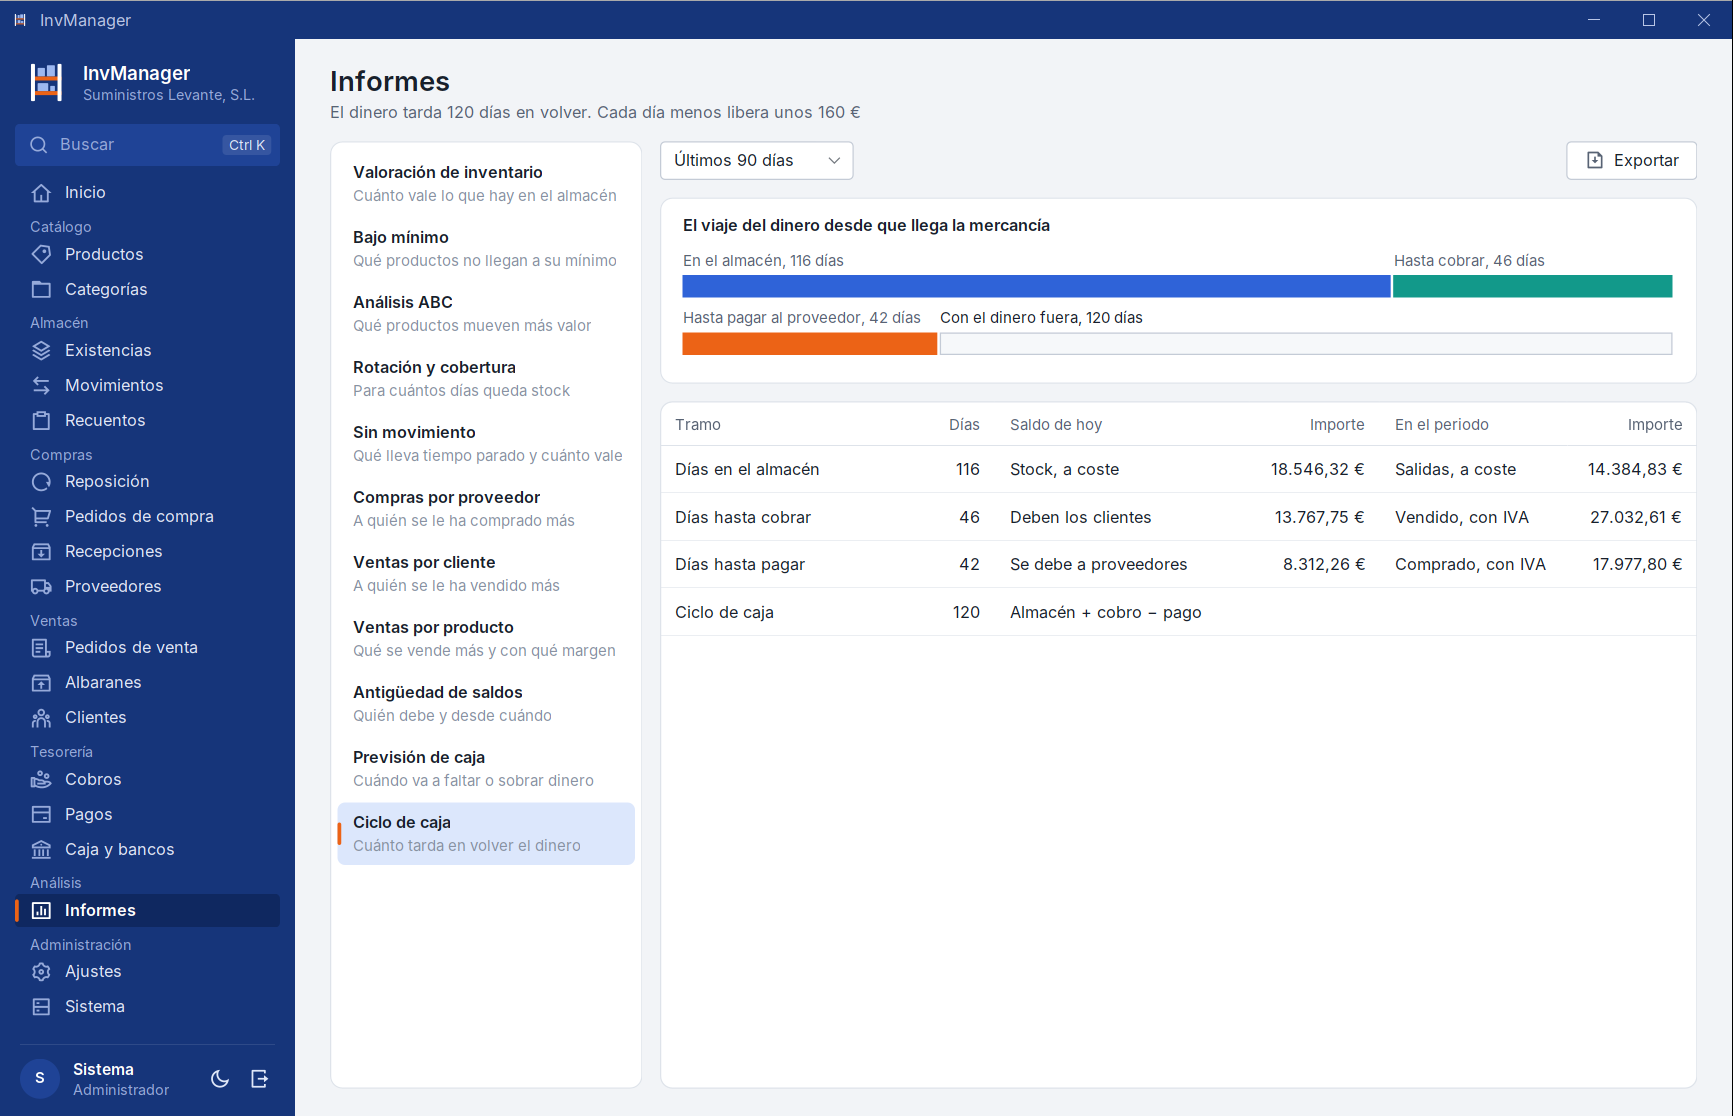 InvManager
InvManager
Suministros Levante, S.L.
Buscar
Ctrl K
Inicio
Catálogo
Productos
Categorías
Almacén
Existencias
Movimientos
Recuentos
Compras
Reposición
Pedidos de compra
Recepciones
Proveedores
Ventas
Pedidos de venta
Albaranes
Clientes
Tesorería
Cobros
Pagos
Caja y bancos
Análisis
Informes
Administración
Ajustes
Sistema
S
Sistema
Administrador
Informes
El dinero tarda 120 días en volver. Cada día menos libera unos 160 €
Valoración de inventario
Cuánto vale lo que hay en el almacén
Bajo mínimo
Qué productos no llegan a su mínimo
Análisis ABC
Qué productos mueven más valor
Rotación y cobertura
Para cuántos días queda stock
Sin movimiento
Qué lleva tiempo parado y cuánto vale
Compras por proveedor
A quién se le ha comprado más
Ventas por cliente
A quién se le ha vendido más
Ventas por producto
Qué se vende más y con qué margen
Antigüedad de saldos
Quién debe y desde cuándo
Previsión de caja
Cuándo va a faltar o sobrar dinero
Ciclo de caja
Cuánto tarda en volver el dinero
Últimos 90 días
Exportar
El viaje del dinero desde que llega la mercancía
En el almacén, 116 días Hasta cobrar, 46 días
Hasta pagar al proveedor, 42 días Con el dinero fuera, 120 días
Tramo Días Saldo de hoy Importe En el periodo Importe
Días en el almacén 116 Stock, a coste 18.546,32 € Salidas, a coste 14.384,83 €
Días hasta cobrar 46 Deben los clientes 13.767,75 € Vendido, con IVA 27.032,61 €
Días hasta pagar 42 Se debe a proveedores 8.312,26 € Comprado, con IVA 17.977,80 €
Ciclo de caja 120 Almacén + cobro − pago